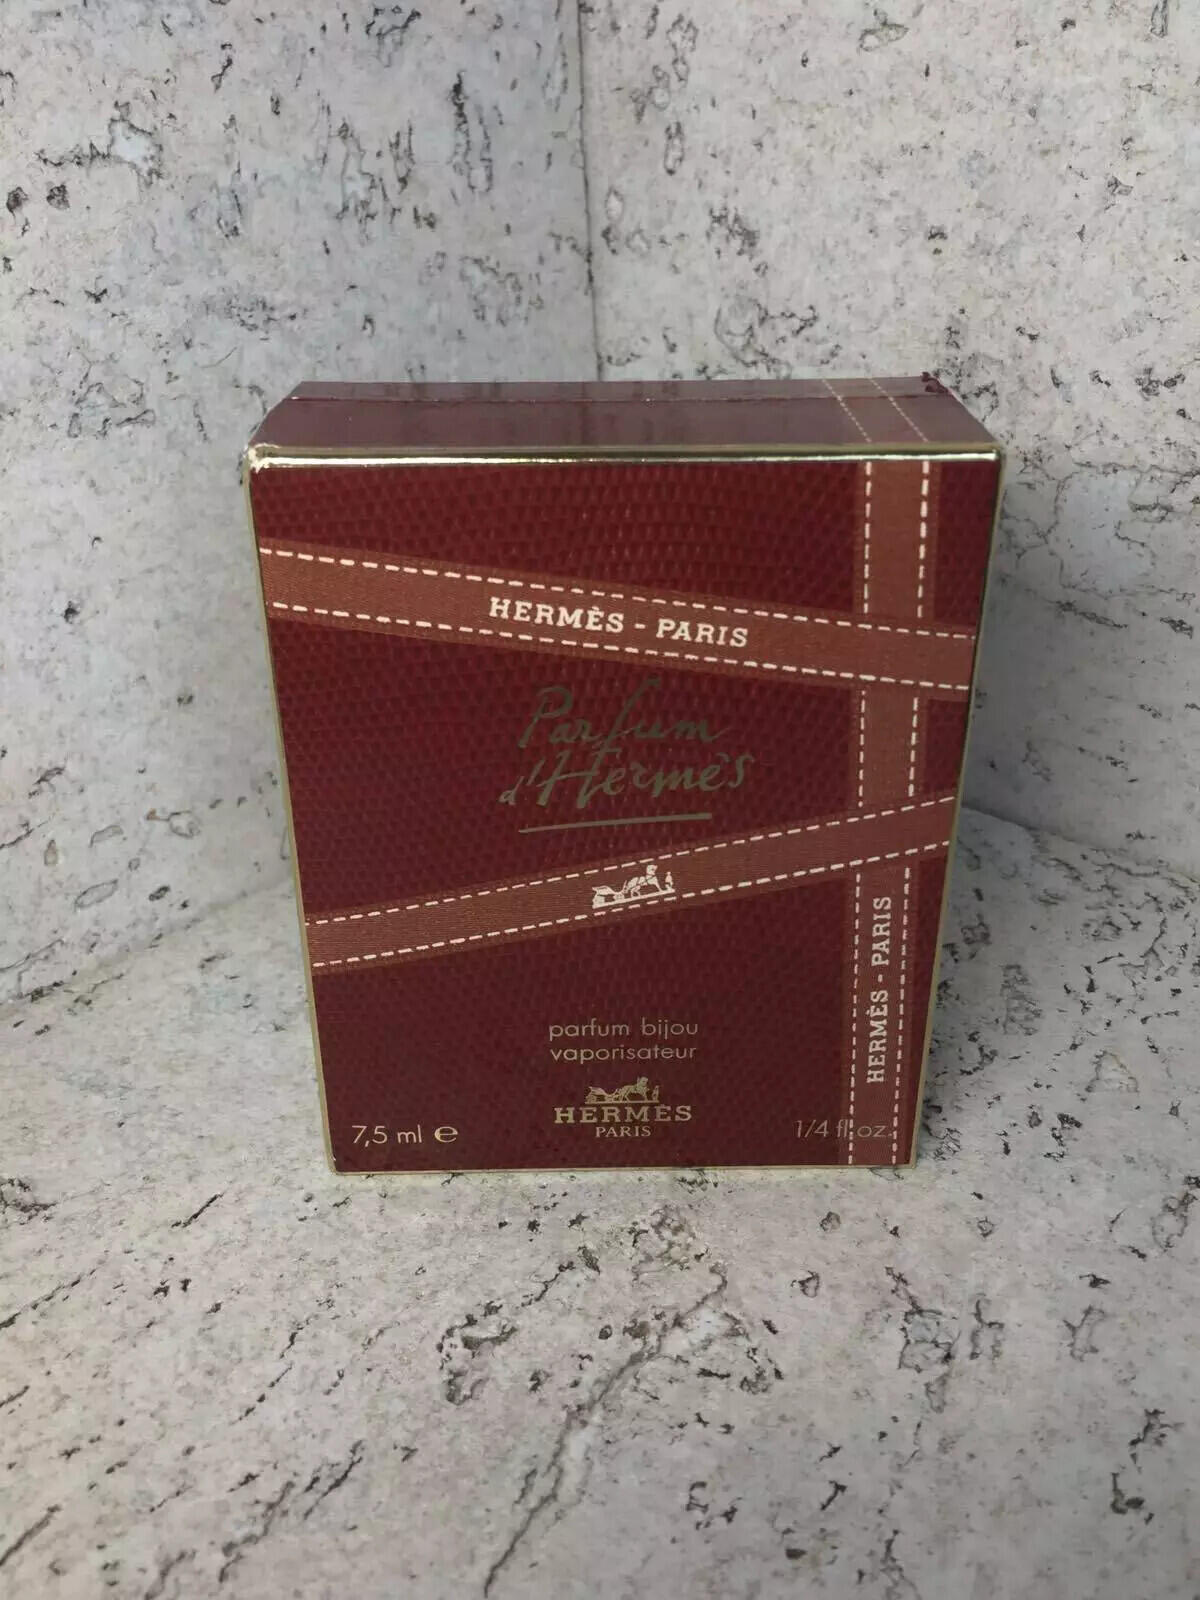 HERMÈS - PARIS
Parfum
d'Hermès
HERMÈS - PARIS
parfum bijou
vaporisateur
HERMÈS
PARIS
7,5 ml ℮
1/4 fl. oz.